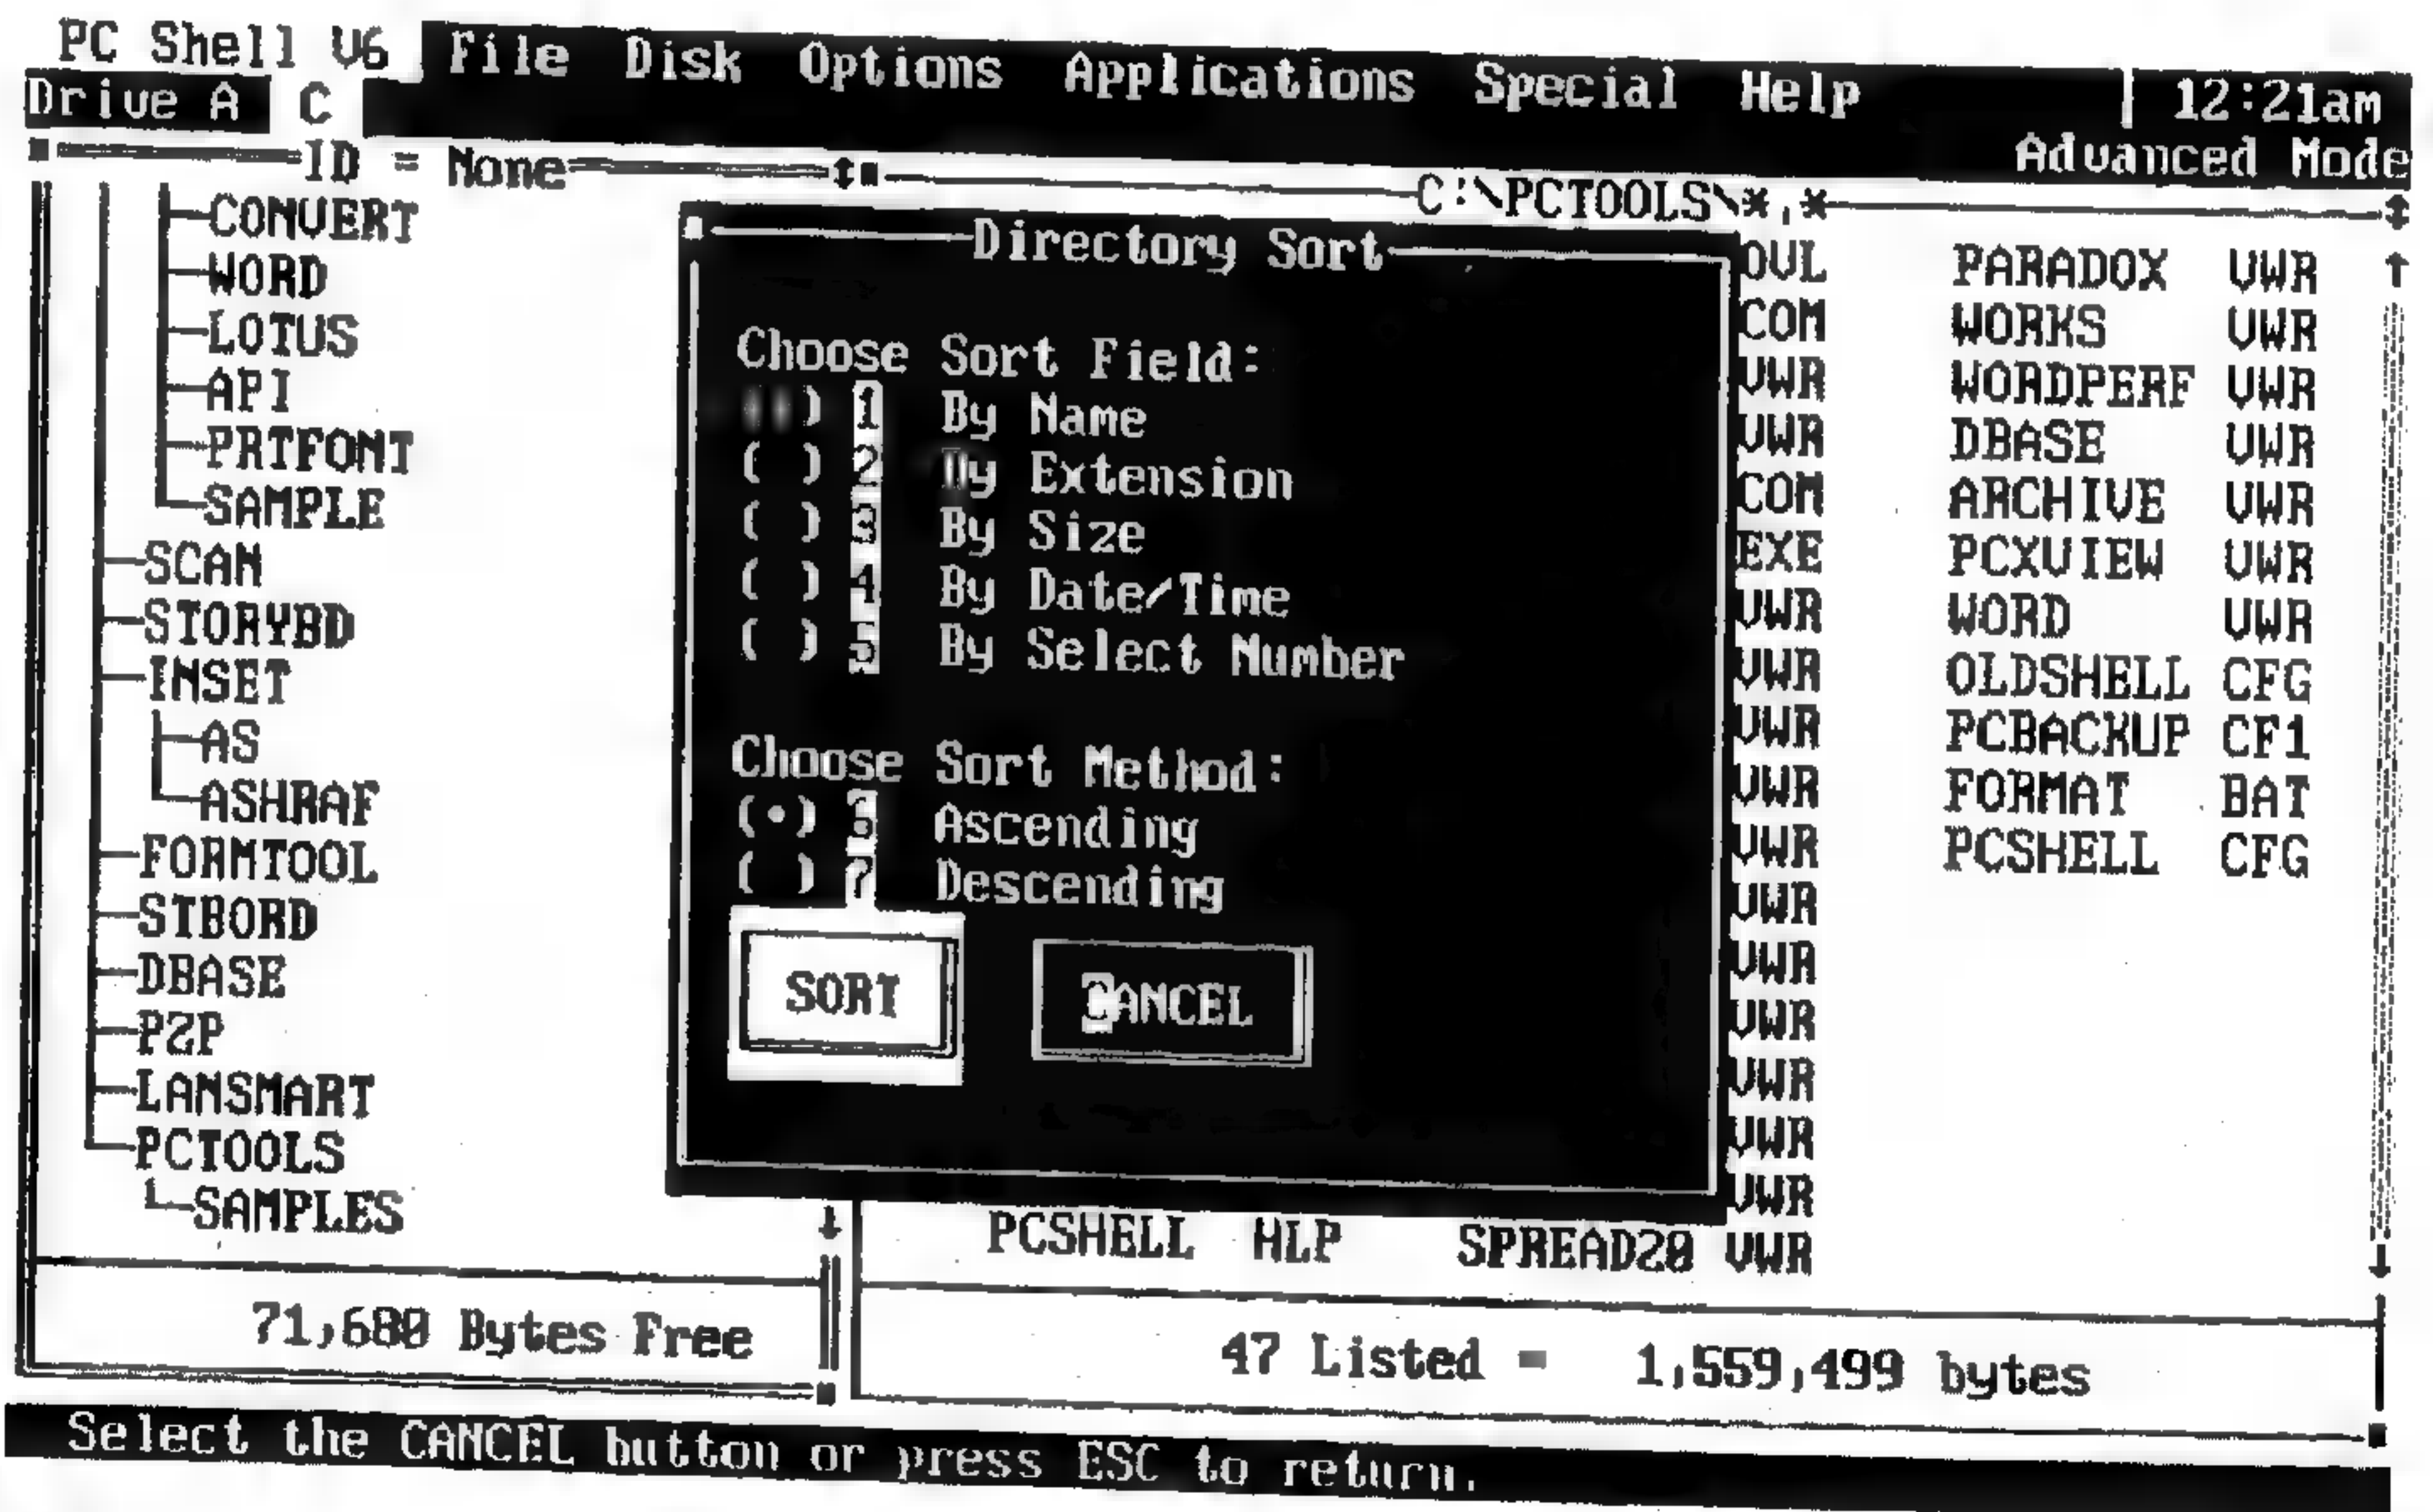 PC Shell V6 File Disk Options Applications Special Help 12:21am
Drive A C Advanced Mode
ID = None C:\PCTOOLS\*.*
CONVERT
WORD
LOTUS
API
PRTFONT
SAMPLE
SCAN
STORYBD
INSET
AS
ASHRAF
FORMTOOL
STBORD
DBASE
P2P
LANSMART
PCTOOLS
SAMPLES
71,680 Bytes Free
Directory Sort
Choose Sort Field:
) 1 By Name
( ) 2 By Extension
( ) 3 By Size
( ) 4 By Date/Time
( ) 5 By Select Number
Choose Sort Method:
(•) 6 Ascending
( ) 7 Descending
SORT CANCEL
OVL PARADOX VWR
COM WORKS VWR
VWR WORDPERF VWR
VWR DBASE VWR
COM ARCHIVE VWR
EXE PCXVIEW VWR
VWR WORD VWR
VWR OLDSHELL CFG
VWR PCBACKUP CF1
VWR FORMAT BAT
VWR PCSHELL CFG
VWR
VWR
VWR
VWR
VWR
VWR
PCSHELL HLP SPREAD20 VWR
47 Listed = 1,559,499 bytes
Select the CANCEL button or press ESC to return.